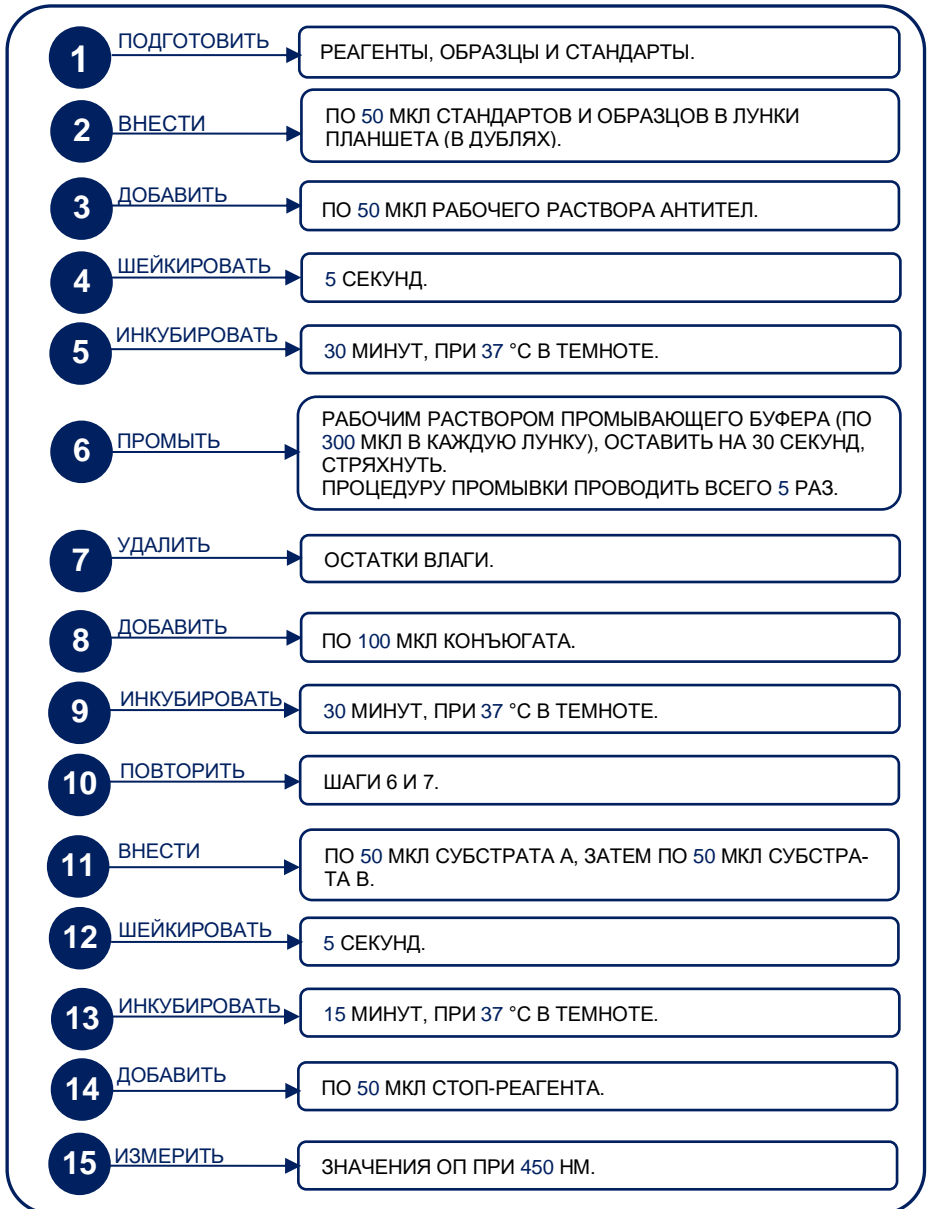 1 ПОДГОТОВИТЬ РЕАГЕНТЫ, ОБРАЗЦЫ И СТАНДАРТЫ.
2 ВНЕСТИ ПО 50 МКЛ СТАНДАРТОВ И ОБРАЗЦОВ В ЛУНКИ
ПЛАНШЕТА (В ДУБЛЯХ).
3 ДОБАВИТЬ ПО 50 МКЛ РАБОЧЕГО РАСТВОРА АНТИТЕЛ.
4 ШЕЙКИРОВАТЬ 5 СЕКУНД.
5 ИНКУБИРОВАТЬ 30 МИНУТ, ПРИ 37 °С В ТЕМНОТЕ.
6 ПРОМЫТЬ РАБОЧИМ РАСТВОРОМ ПРОМЫВАЮЩЕГО БУФЕРА (ПО
300 МКЛ В КАЖДУЮ ЛУНКУ), ОСТАВИТЬ НА 30 СЕКУНД,
СТРЯХНУТЬ.
ПРОЦЕДУРУ ПРОМЫВКИ ПРОВОДИТЬ ВСЕГО 5 РАЗ.
7 УДАЛИТЬ ОСТАТКИ ВЛАГИ.
8 ДОБАВИТЬ ПО 100 МКЛ КОНЪЮГАТА.
9 ИНКУБИРОВАТЬ 30 МИНУТ, ПРИ 37 °С В ТЕМНОТЕ.
10 ПОВТОРИТЬ ШАГИ 6 И 7.
11 ВНЕСТИ ПО 50 МКЛ СУБСТРАТА А, ЗАТЕМ ПО 50 МКЛ СУБСТРА-
ТА В.
12 ШЕЙКИРОВАТЬ 5 СЕКУНД.
13 ИНКУБИРОВАТЬ 15 МИНУТ, ПРИ 37 °С В ТЕМНОТЕ.
14 ДОБАВИТЬ ПО 50 МКЛ СТОП-РЕАГЕНТА.
15 ИЗМЕРИТЬ ЗНАЧЕНИЯ ОП ПРИ 450 НМ.